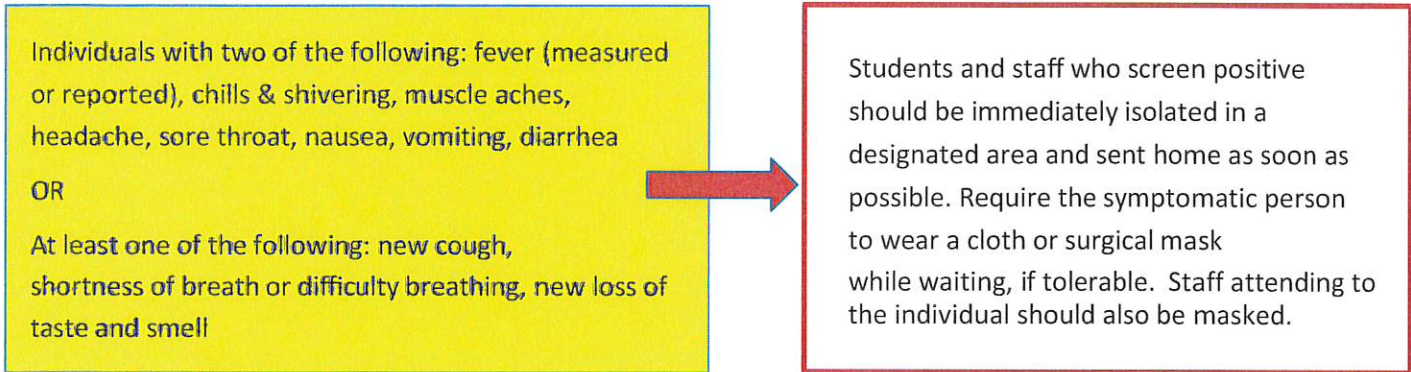 Individuals with two of the following: fever (measured
or reported), chills & shivering, muscle aches,
headache, sore throat, nausea, vomiting, diarrhea
OR
At least one of the following: new cough,
shortness of breath or difficulty breathing, new loss of
taste and smell
Students and staff who screen positive
should be immediately isolated in a
designated area and sent home as soon as
possible. Require the symptomatic person
to wear a cloth or surgical mask
while waiting, if tolerable. Staff attending to
the individual should also be masked.